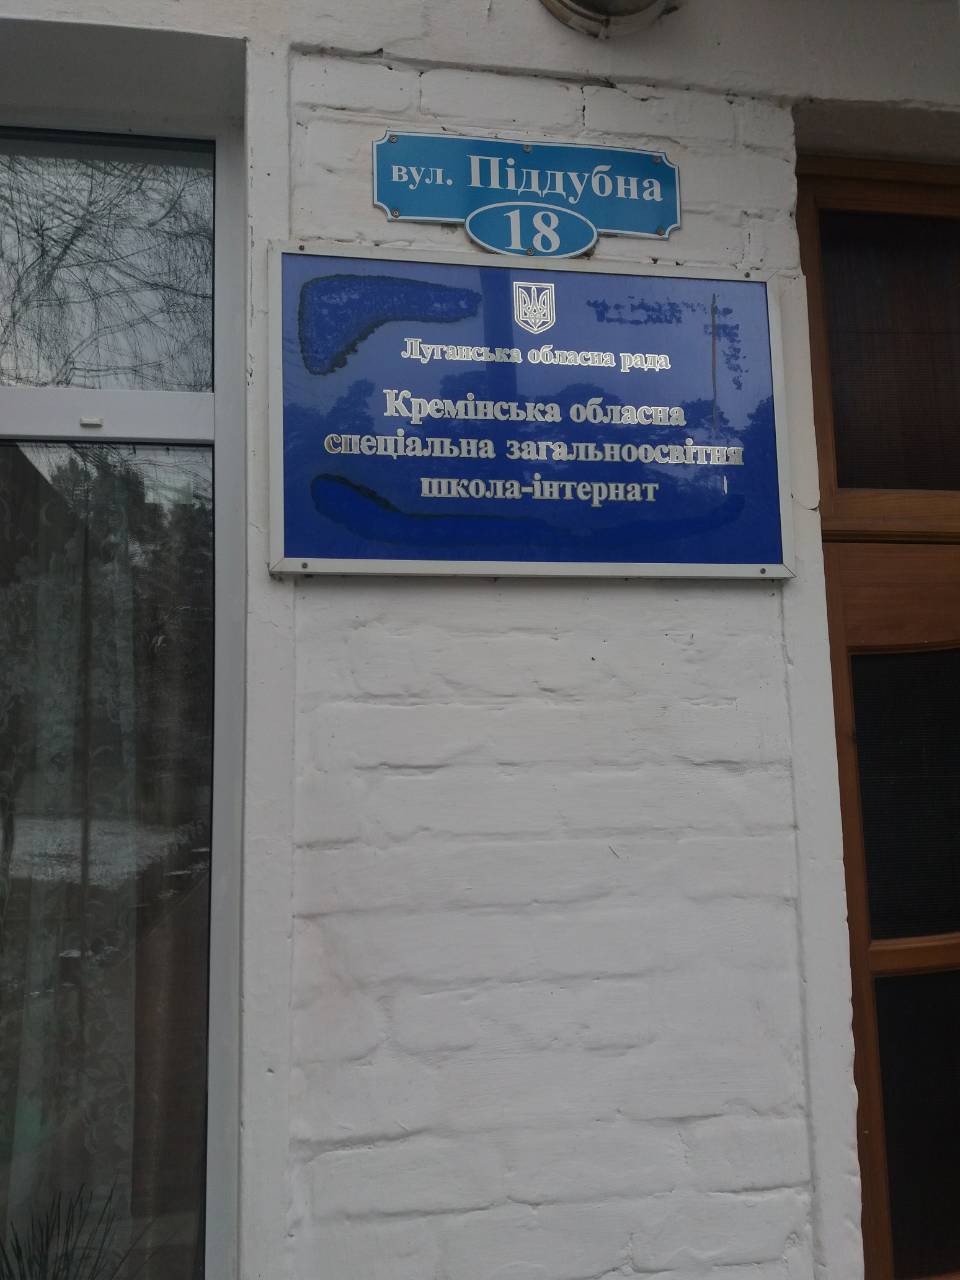 вул. Піддубна
18
Луганська обласна рада
Кремінська обласна
спеціальна загальноосвітня
школа-інтернат